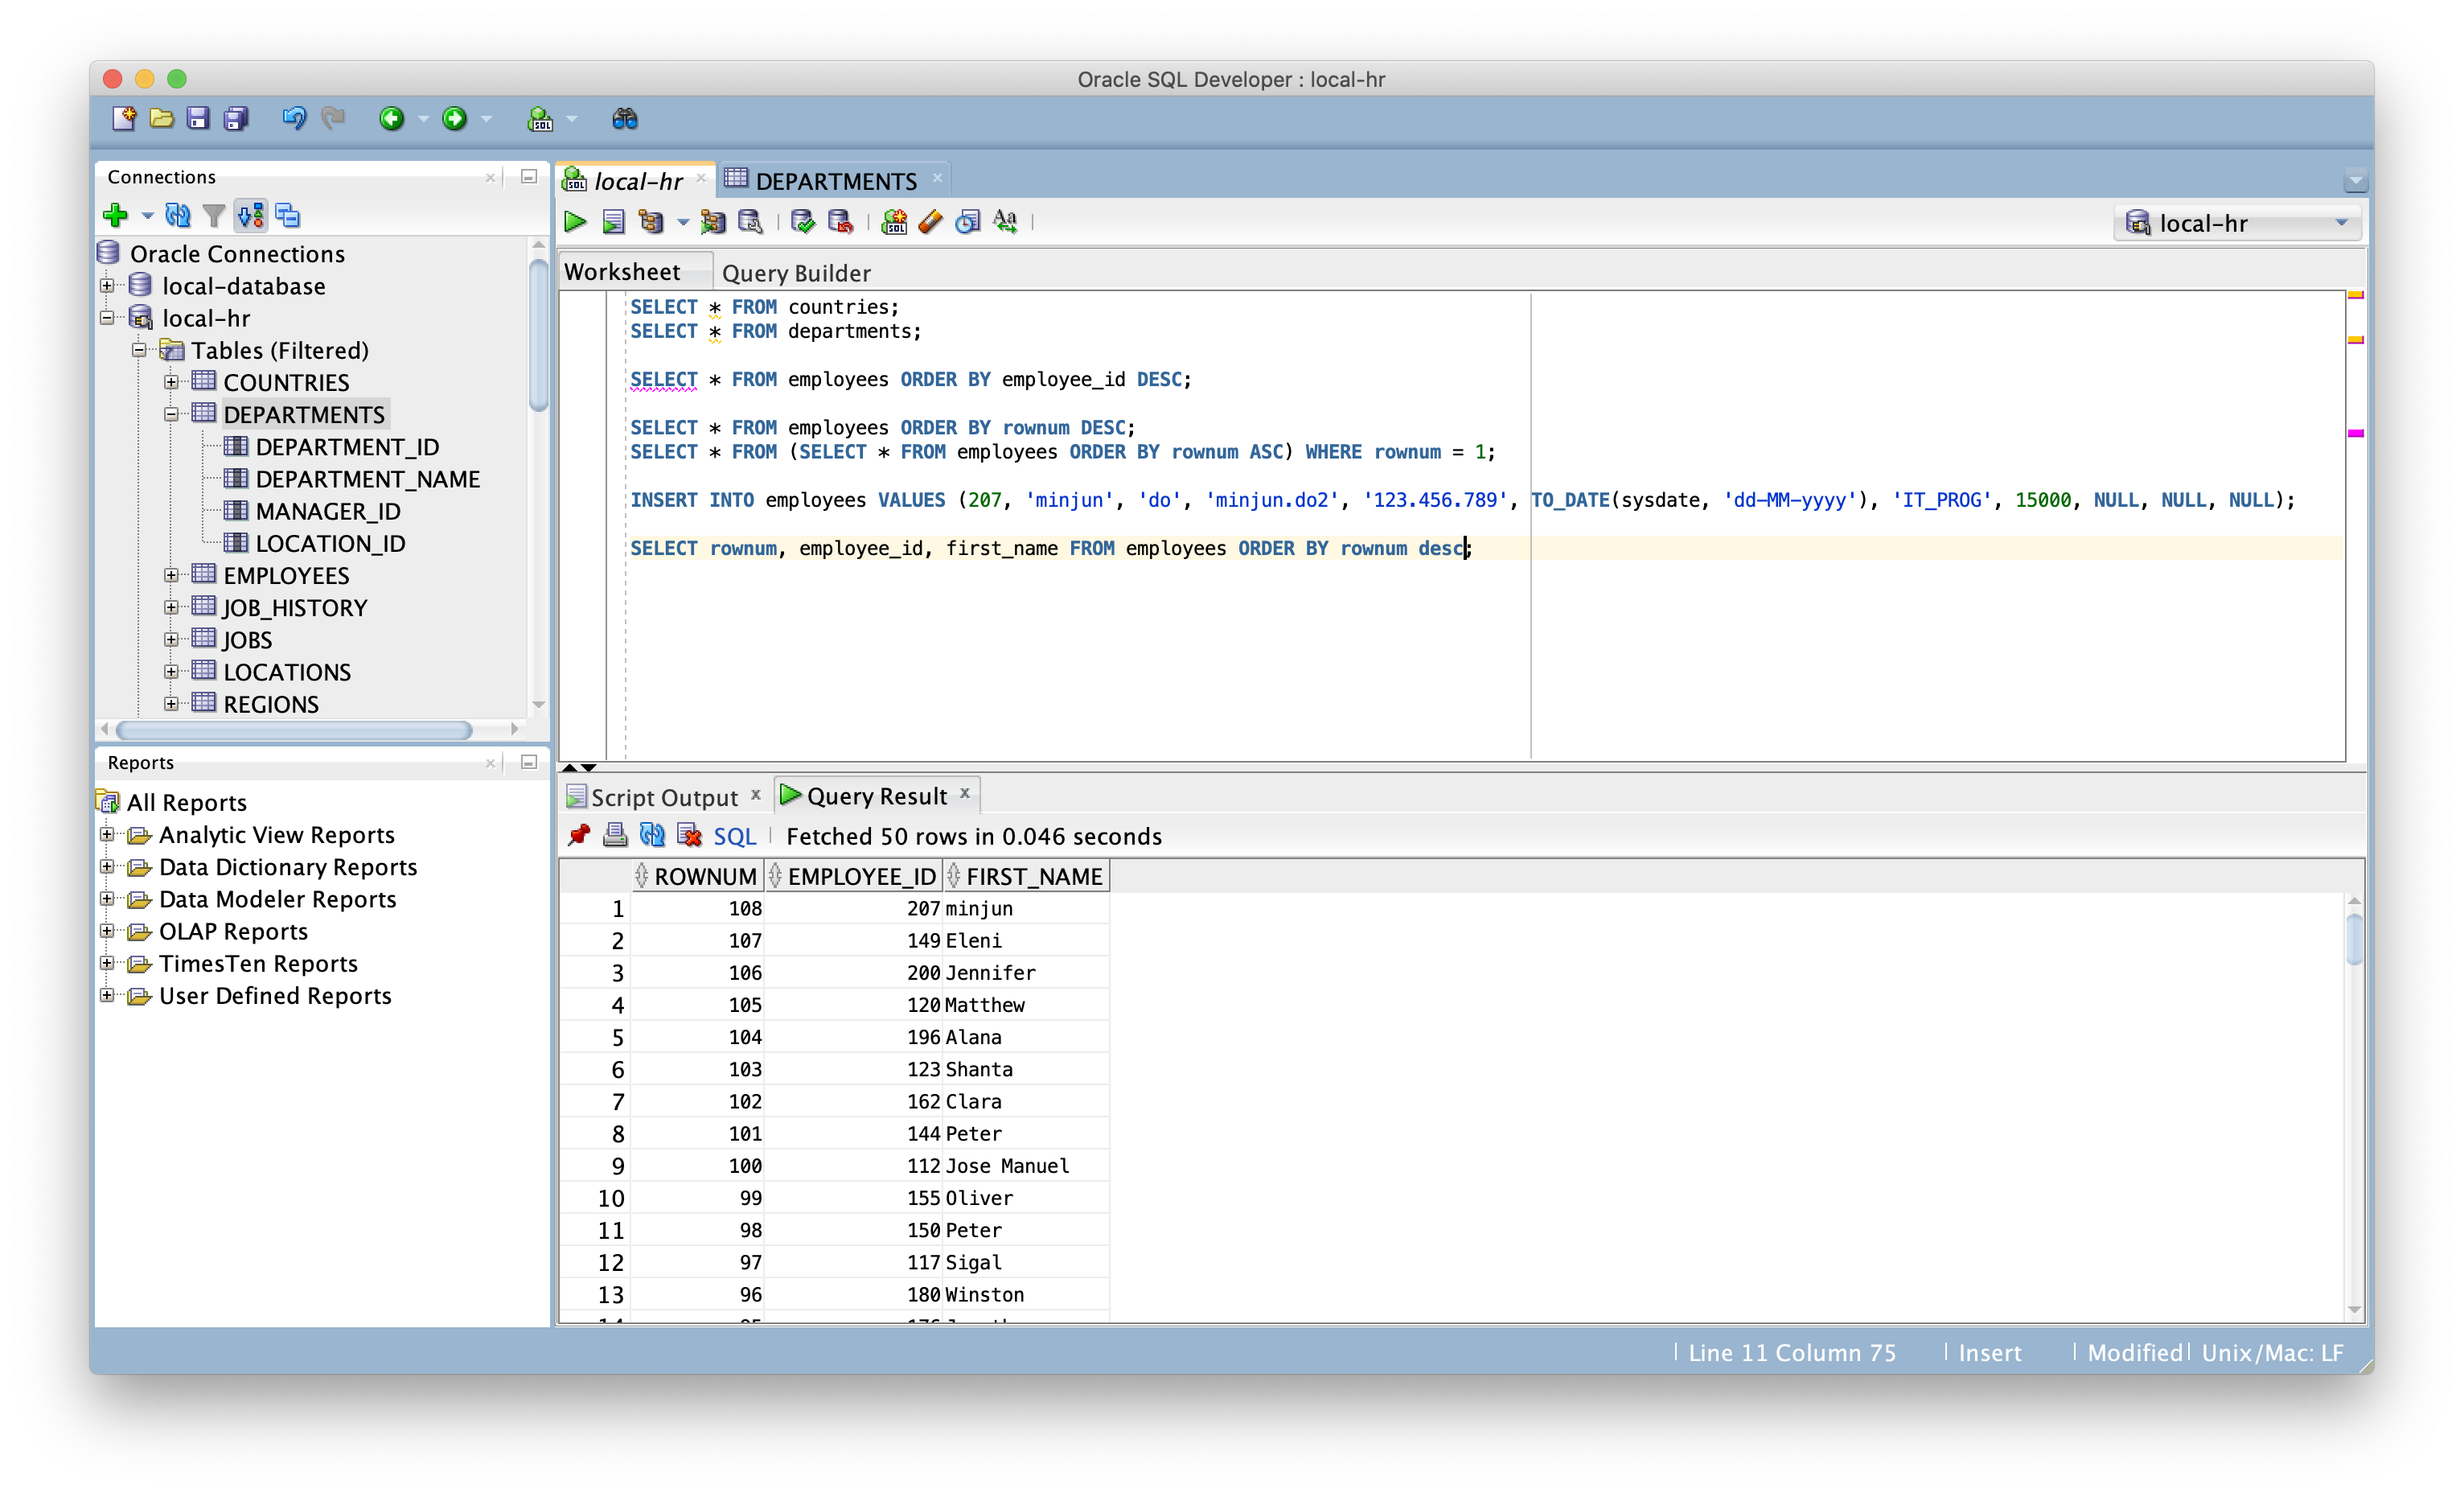 Oracle SQL Developer : local-hr
Connections
Oracle Connections
local-database
local-hr
Tables (Filtered)
COUNTRIES
DEPARTMENTS
DEPARTMENT_ID
DEPARTMENT_NAME
MANAGER_ID
LOCATION_ID
EMPLOYEES
JOB_HISTORY
JOBS
LOCATIONS
REGIONS
Reports
All Reports
Analytic View Reports
Data Dictionary Reports
Data Modeler Reports
OLAP Reports
TimesTen Reports
User Defined Reports
local-hr
DEPARTMENTS
local-hr
Worksheet Query Builder
SELECT * FROM countries;
SELECT * FROM departments;
SELECT * FROM employees ORDER BY employee_id DESC;
SELECT * FROM employees ORDER BY rownum DESC;
SELECT * FROM (SELECT * FROM employees ORDER BY rownum ASC) WHERE rownum = 1;
INSERT INTO employees VALUES (207, 'minjun', 'do', 'minjun.do2', '123.456.789', TO_DATE(sysdate, 'dd-MM-yyyy'), 'IT_PROG', 15000, NULL, NULL, NULL);
SELECT rownum, employee_id, first_name FROM employees ORDER BY rownum desc;
Script Output Query Result
SQL Fetched 50 rows in 0.046 seconds
ROWNUM EMPLOYEE_ID FIRST_NAME
1 108 207 minjun
2 107 149 Eleni
3 106 200 Jennifer
4 105 120 Matthew
5 104 196 Alana
6 103 123 Shanta
7 102 162 Clara
8 101 144 Peter
9 100 112 Jose Manuel
10 99 155 Oliver
11 98 150 Peter
12 97 117 Sigal
13 96 180 Winston
Line 11 Column 75 Insert Modified Unix/Mac: LF